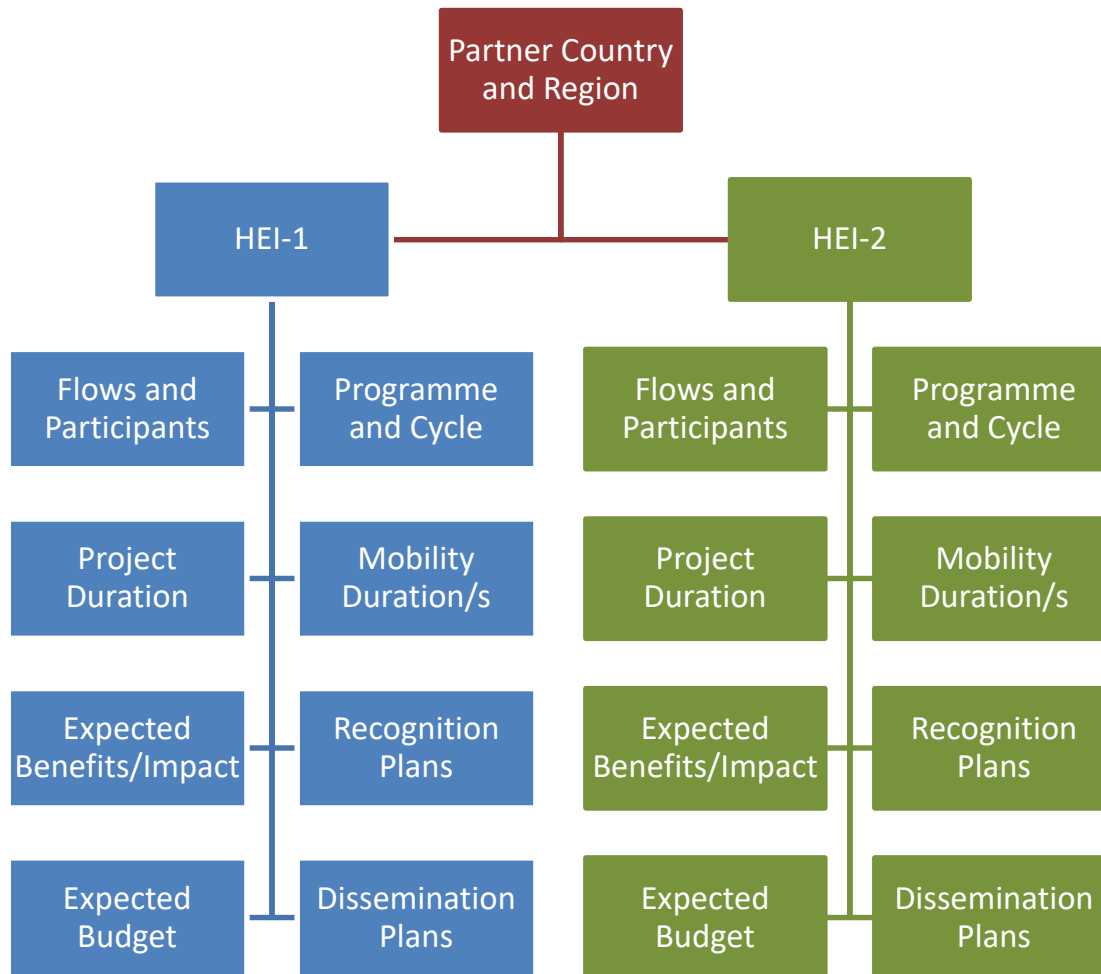 Partner Country
and Region
HEI-1
HEI-2
Flows and
Participants
Programme
and Cycle
Flows and
Participants
Programme
and Cycle
Project
Duration
Mobility
Duration/s
Project
Duration
Mobility
Duration/s
Expected
Benefits/Impact
Recognition
Plans
Expected
Benefits/Impact
Recognition
Plans
Expected
Budget
Dissemination
Plans
Expected
Budget
Dissemination
Plans